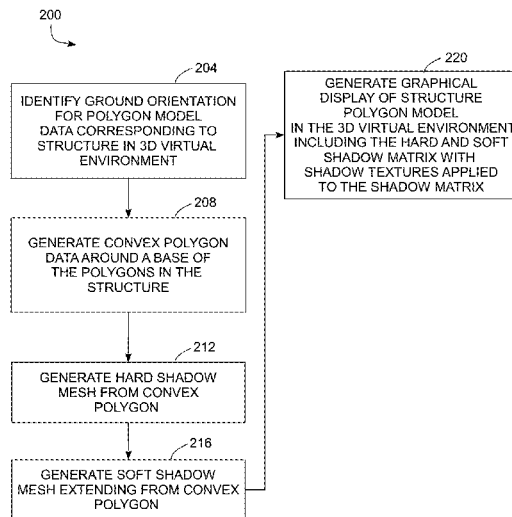 200
204
IDENTIFY GROUND ORIENTATION
FOR POLYGON MODEL
DATA CORRESPONDING TO
STRUCTURE IN 3D VIRTUAL
ENVIRONMENT
208
GENERATE CONVEX POLYGON
DATA AROUND A BASE OF
THE POLYGONS IN THE
STRUCTURE
212
GENERATE HARD SHADOW
MESH FROM CONVEX
POLYGON
216
GENERATE SOFT SHADOW
MESH EXTENDING FROM CONVEX
POLYGON
220
GENERATE GRAPHICAL
DISPLAY OF STRUCTURE
POLYGON MODEL
IN THE 3D VIRTUAL ENVIRONMENT
INCLUDING THE HARD AND SOFT
SHADOW MATRIX WITH
SHADOW TEXTURES APPLIED
TO THE SHADOW MATRIX